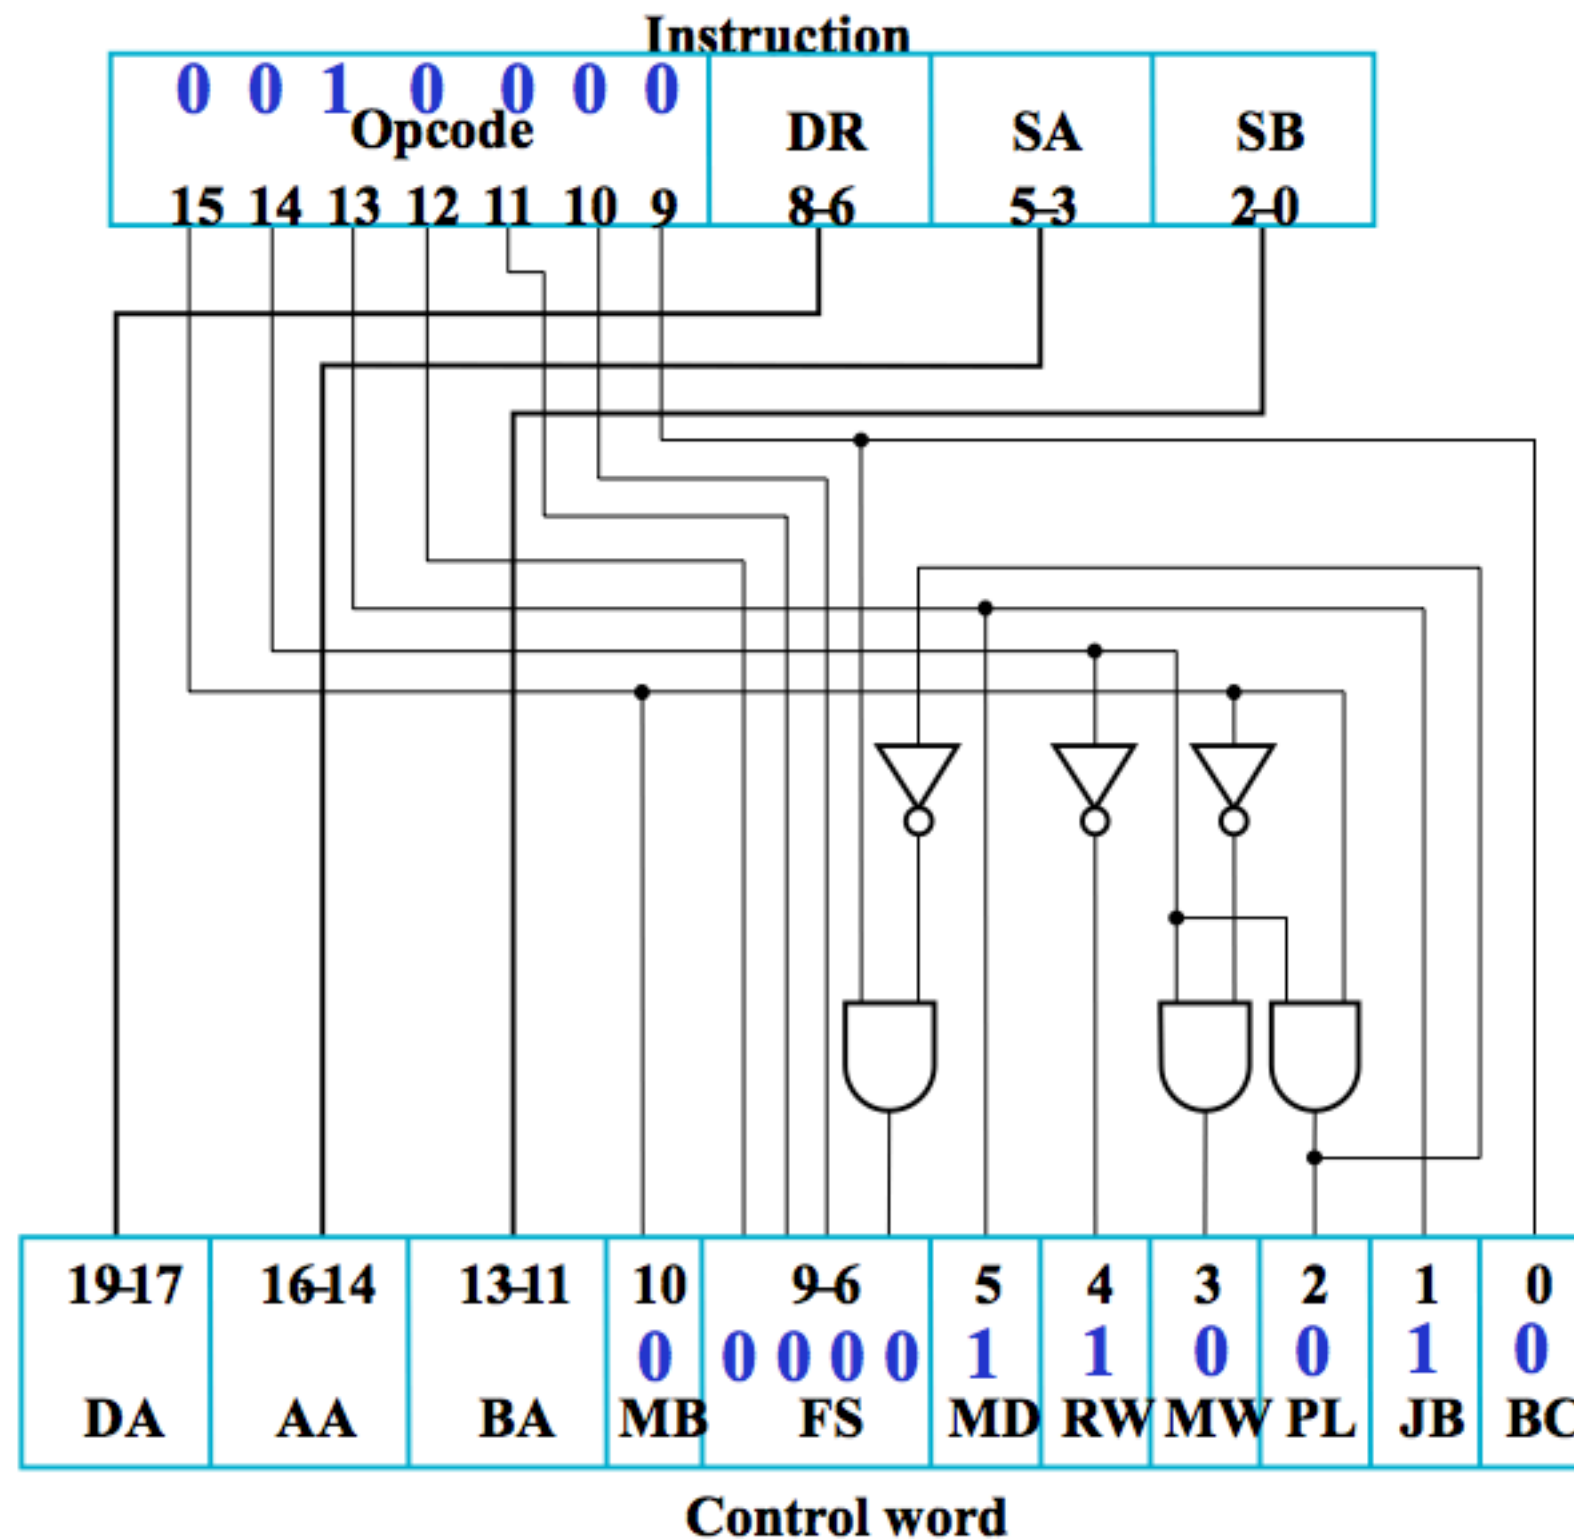 Instruction
0 0 1 0 0 0 0
Opcode DR SA SB
15 14 13 12 11 10 9 8-6 5-3 2-0
19-17 16-14 13-11 10 9-6 5 4 3 2 1 0
0 0 0 0 0 1 1 0 0 1 0
DA AA BA MB FS MD RW MW PL JB BC
Control word